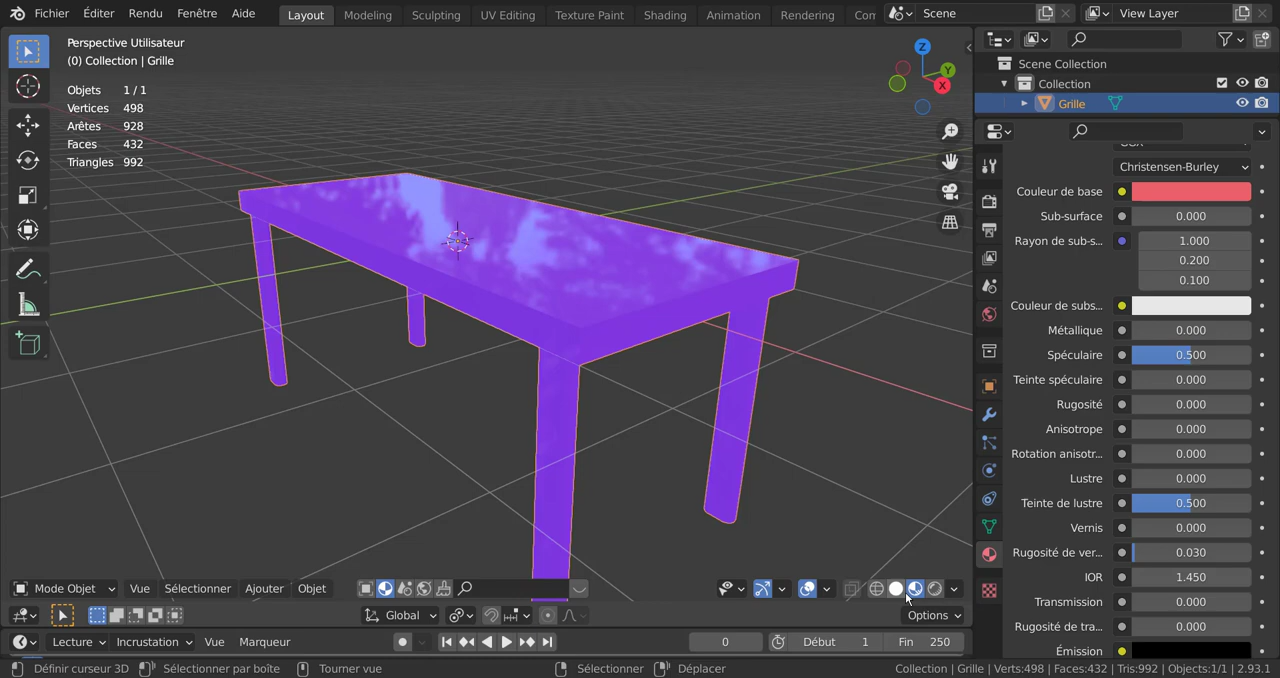 Fichier Éditer Rendu Fenêtre Aide Layout Modeling Sculpting UV Editing Texture Paint Shading Animation Rendering Com Scene View Layer
Perspective Utilisateur
(0) Collection | Grille
Objets 1 / 1
Vertices 498
Arêtes 928
Faces 432
Triangles 992
Z
Y
X
Scene Collection
Collection
Grille
Christensen-Burley
Couleur de base
Sub-surface 0.000
Rayon de sub-s... 1.000
0.200
0.100
Couleur de subs...
Métallique 0.000
Spéculaire 0.500
Teinte spéculaire 0.000
Rugosité 0.000
Anisotrope 0.000
Rotation anisotr... 0.000
Lustre 0.000
Teinte de lustre 0.500
Vernis 0.000
Rugosité de ver... 0.030
IOR 1.450
Transmission 0.000
Rugosité de tra... 0.000
Émission
Mode Objet Vue Sélectionner Ajouter Objet
Global Options
Lecture Incrustation Vue Marqueur 0 Début 1 Fin 250
Définir curseur 3D Sélectionner par boîte Tourner vue Sélectionner Déplacer Collection | Grille | Verts:498 | Faces:432 | Tris:992 | Objects:1/1 | 2.93.1